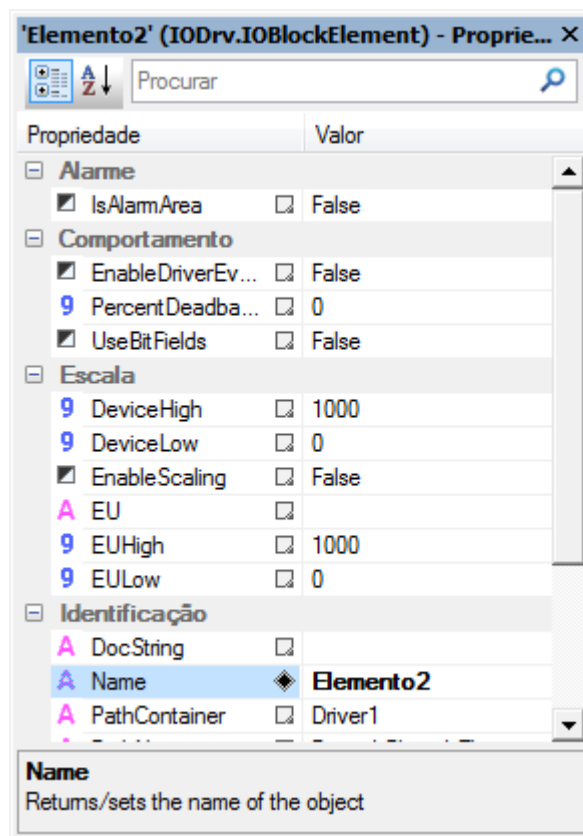 'Elemento2' (IODrv.IOBlockElement) - Proprie...
Procurar
Propriedade Valor
Alarme
IsAlarmArea False
Comportamento
EnableDriverEv... False
PercentDeadba... 0
UseBitFields False
Escala
DeviceHigh 1000
DeviceLow 0
EnableScaling False
EU
EUHigh 1000
EULow 0
Identificação
DocString
Name Elemento2
PathContainer Driver1
Name
Returns/sets the name of the object